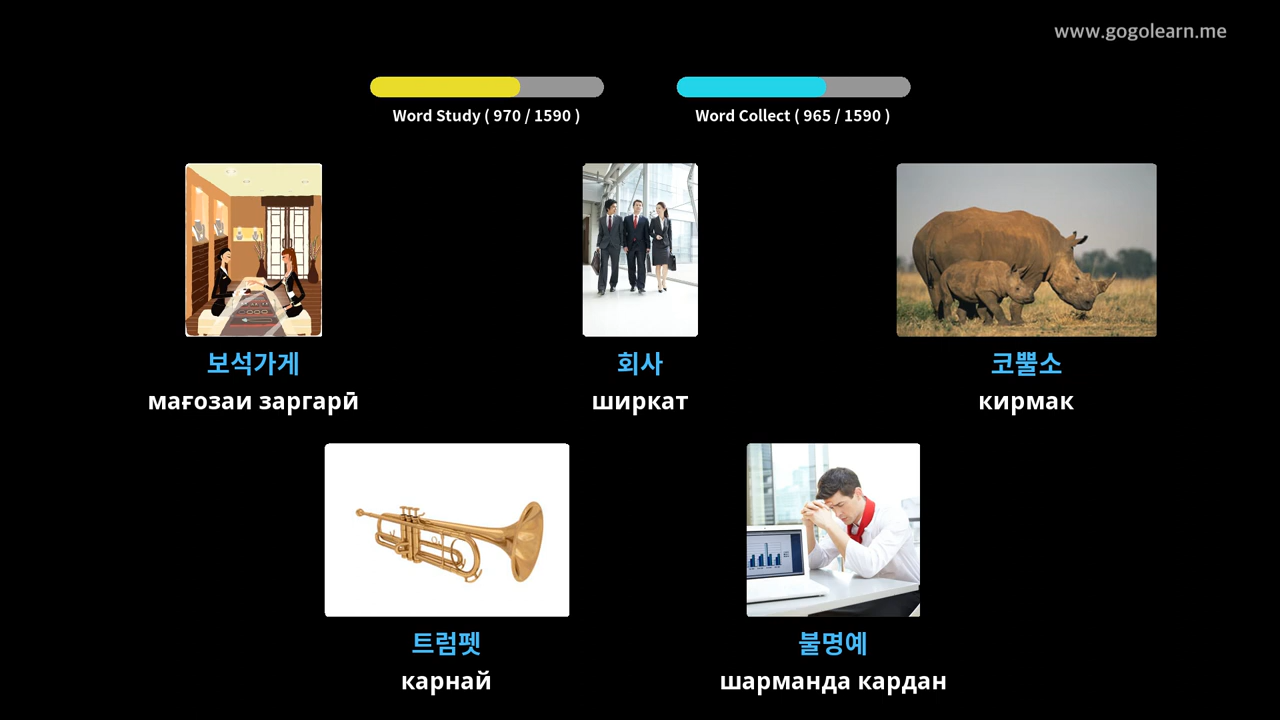 www.gogolearn.me
Word Study ( 970 / 1590 )
Word Collect ( 965 / 1590 )
보석가게
мағозаи заргарӣ
회사
ширкат
코뿔소
кирмак
트럼펫
карнай
불명예
шарманда кардан